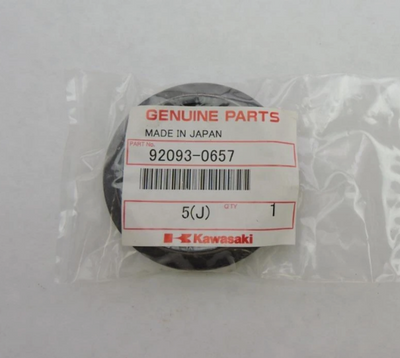 GENUINE PARTS
MADE IN JAPAN
PART No.
92093-0657
5(J) QTY 1
Kawasaki